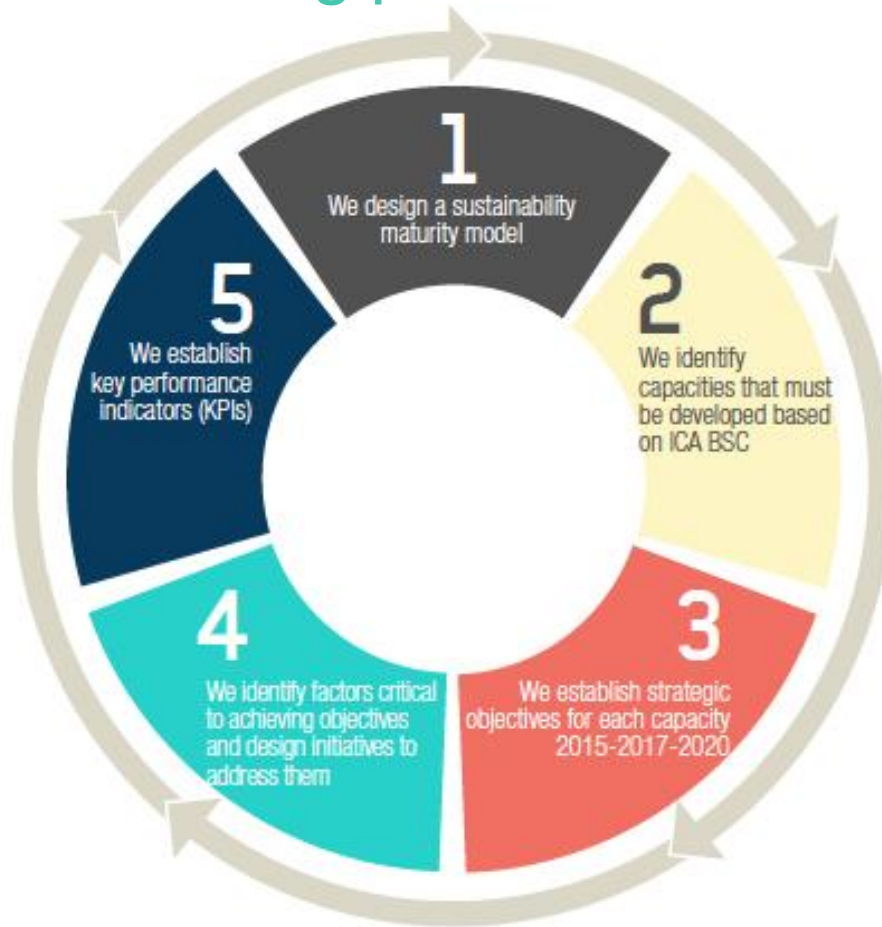 1
We design a sustainability
maturity model
2
We identify
capacities that must
be developed based
on ICA BSC
3
We establish strategic
objectives for each capacity
2015-2017-2020
4
We identify factors critical
to achieving objectives
and design initiatives to
address them
5
We establish
key performance
indicators (KPIs)